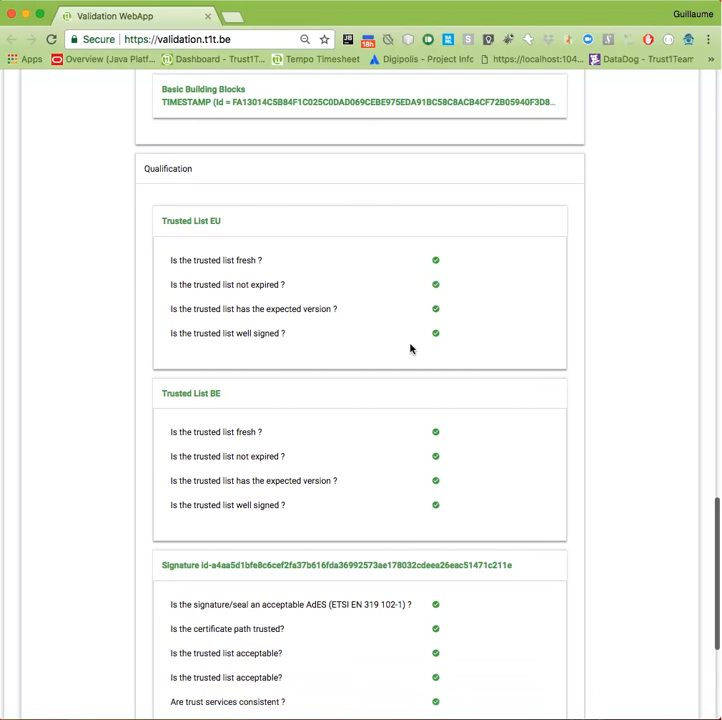 Validation WebApp
Guillaume
Secure
https://validation.t1t.be
18h
Apps
Overview (Java Platf...
Dashboard - Trust1T...
Tempo Timesheet
Digipolis - Project Info
https://localhost:104...
DataDog - Trust1Team
»
Basic Building Blocks
TIMESTAMP (Id = FA13014C5B84F1C025C0DAD069CEBE975EDA91BC58C8ACB4CF72B05940F3D8...
Qualification
Trusted List EU
Is the trusted list fresh ?
Is the trusted list not expired ?
Is the trusted list has the expected version ?
Is the trusted list well signed ?
Trusted List BE
Is the trusted list fresh ?
Is the trusted list not expired ?
Is the trusted list has the expected version ?
Is the trusted list well signed ?
Signature id-a4aa5d1bfe8c6cef2fa37b616fda36992573ae178032cdeea26eac51471c211e
Is the signature/seal an acceptable AdES (ETSI EN 319 102-1) ?
Is the certificate path trusted?
Is the trusted list acceptable?
Is the trusted list acceptable?
Are trust services consistent ?